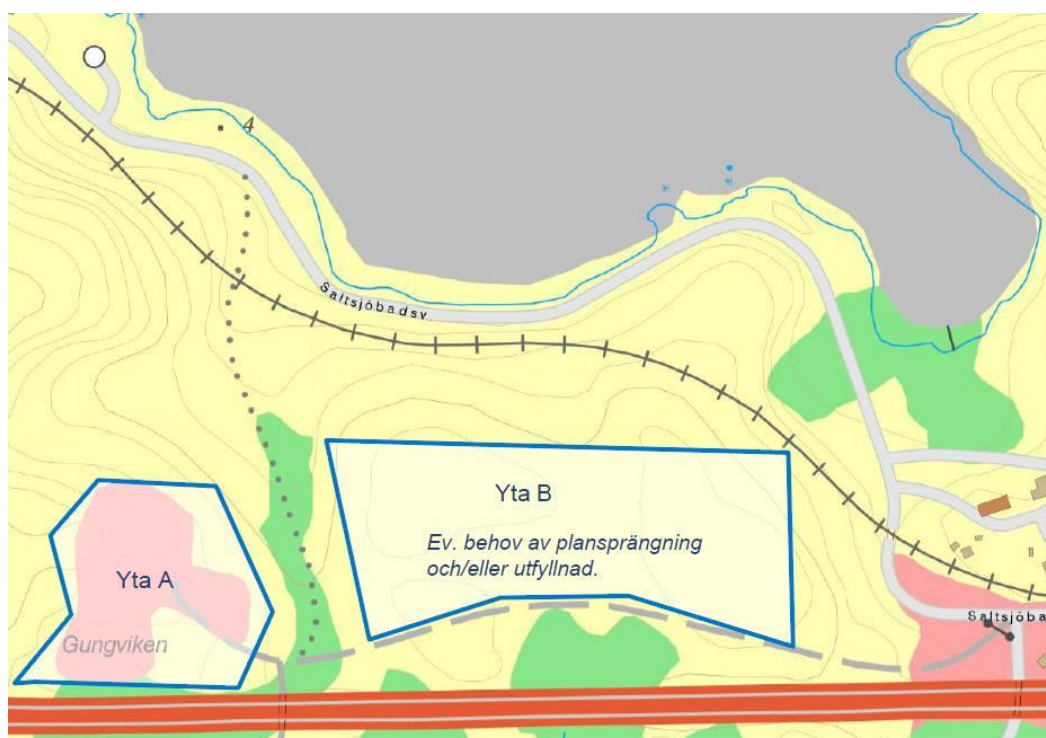 4
Saltsjöbadsv.
Yta B
Ev. behov av plansprängning
och/eller utfyllnad.
Yta A
Gungviken
Saltsjöba